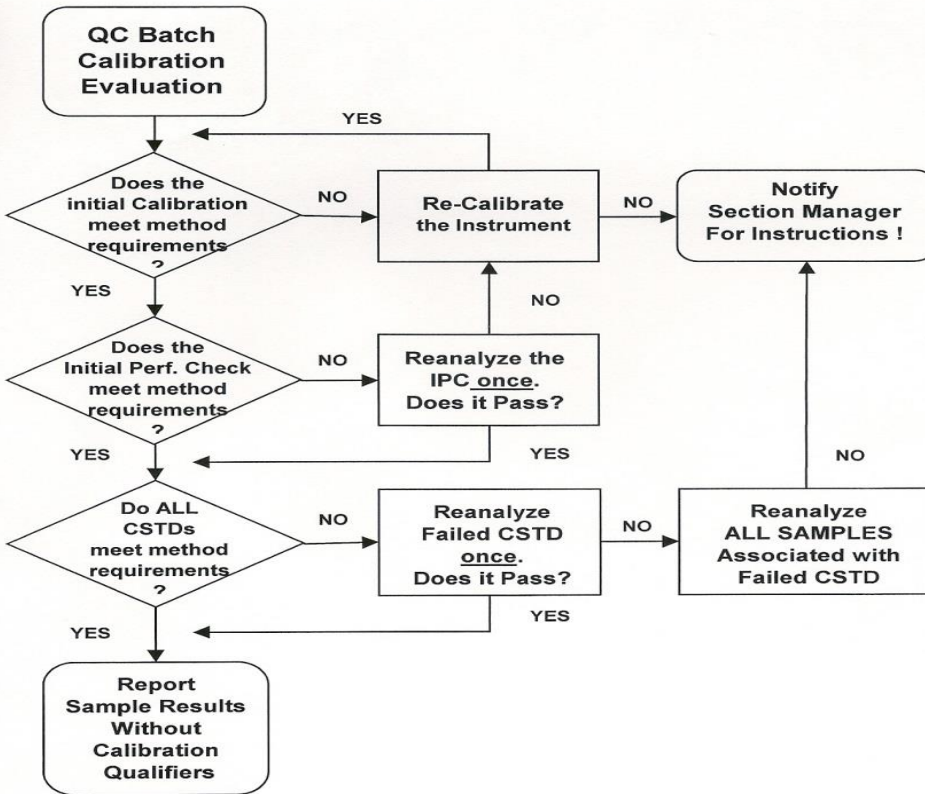 QC Batch
Calibration
Evaluation
YES
Does the
initial Calibration
meet method
requirements
?
NO
Re-Calibrate
the Instrument
NO
Notify
Section Manager
For Instructions !
YES
NO
Does the
Initial Perf. Check
meet method
requirements
?
NO
Reanalyze the
IPC once.
Does it Pass?
YES
YES
NO
Do ALL
CSTDs
meet method
requirements
?
NO
Reanalyze
Failed CSTD
once.
Does it Pass?
NO
Reanalyze
ALL SAMPLES
Associated with
Failed CSTD
YES
YES
Report
Sample Results
Without
Calibration
Qualifiers